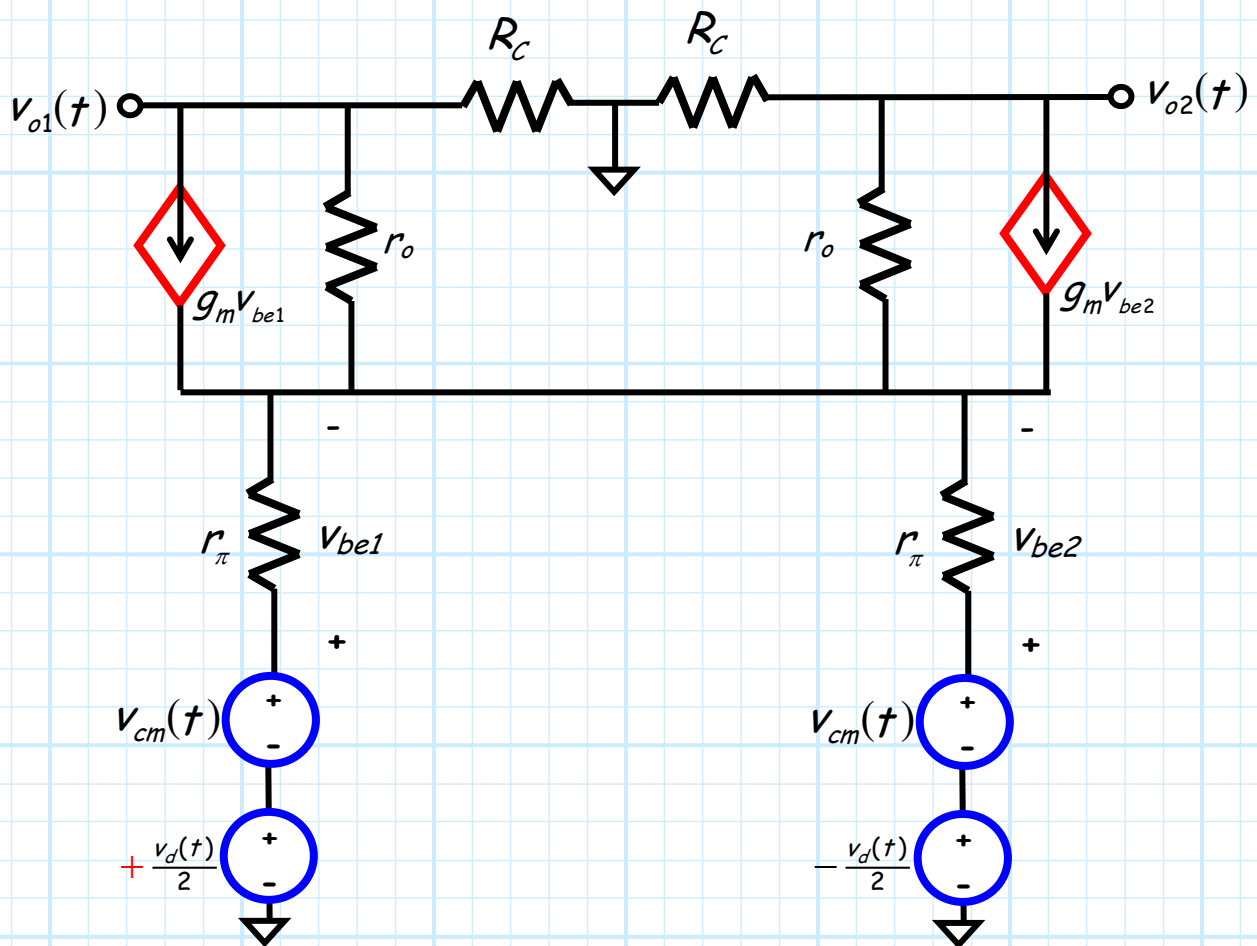 R_C R_C
v_o1(t) v_o2(t)
r_o r_o
g_m v_be1 g_m v_be2
- -
r_π v_be1 r_π v_be2
+ +
v_cm(t) + - v_cm(t) + -
+ v_d(t)/2 + - - v_d(t)/2 + -